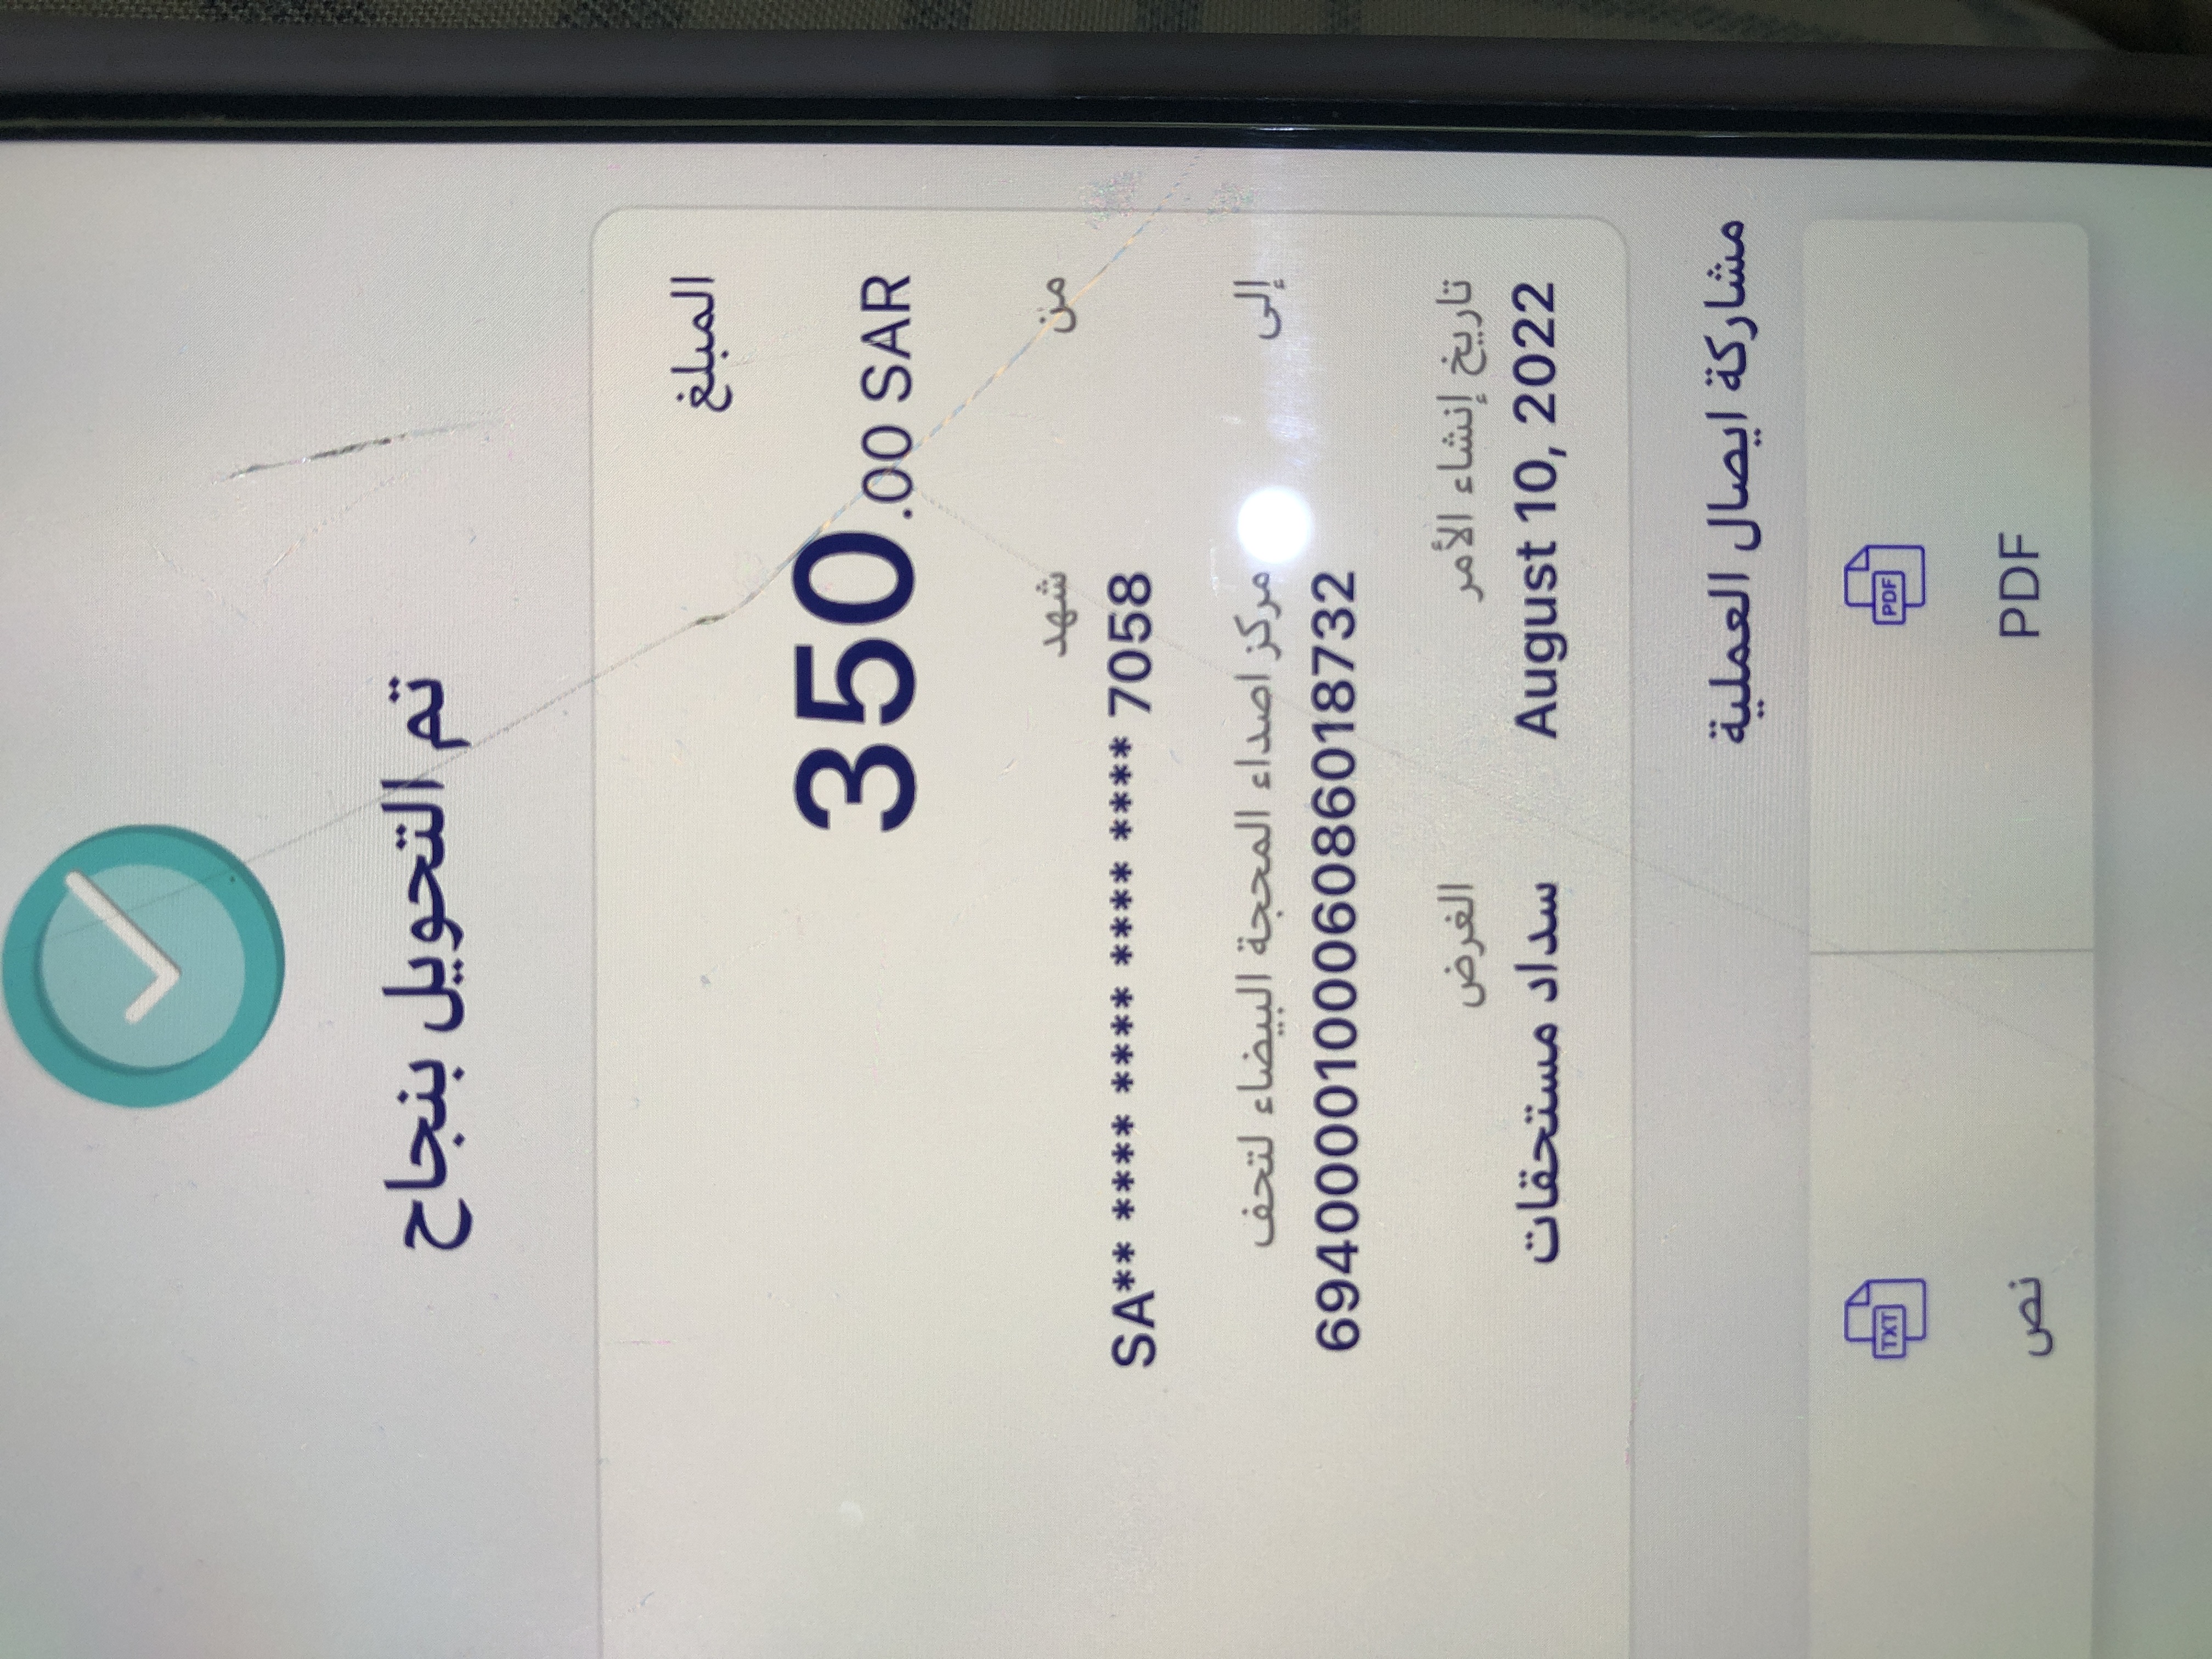 تم التحويل بنجاح
المبلغ
350.00 SAR
من
شهد
SA** **** **** **** **** 7058
إلى
مركز اصداء المحجة البيضاء لتحف
694000010006086018732
تاريخ إنشاء الأمر
August 10, 2022
الغرض
سداد مستحقات
مشاركة ايصال العملية
PDF
PDF
TXT
نص